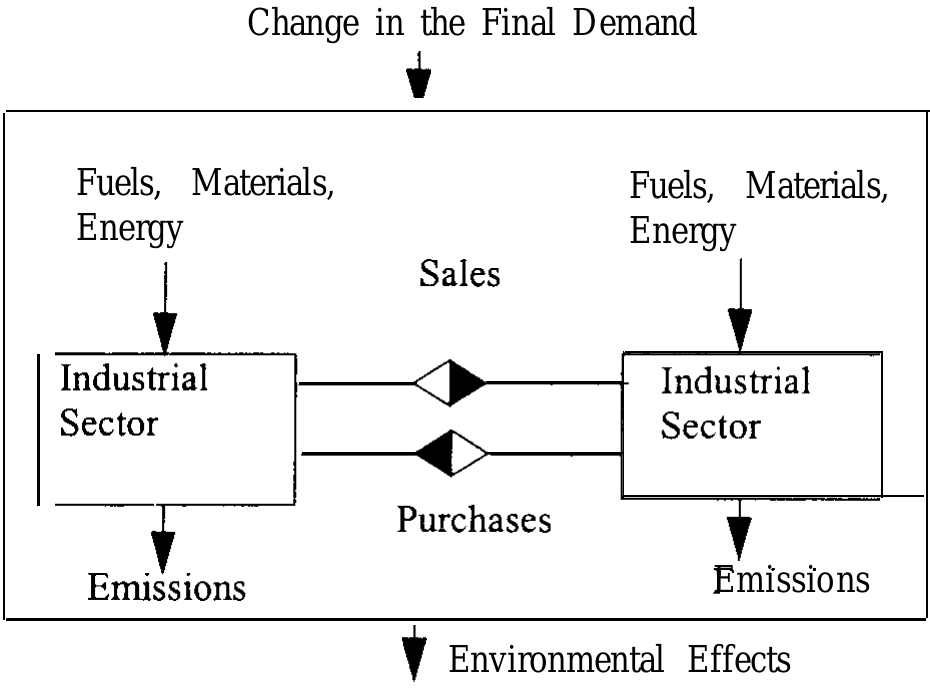 Change in the Final Demand
Fuels, Materials,
Energy
Fuels, Materials,
Energy
Sales
Industrial
Sector
Industrial
Sector
Purchases
Emissions
Emissions
Environmental Effects